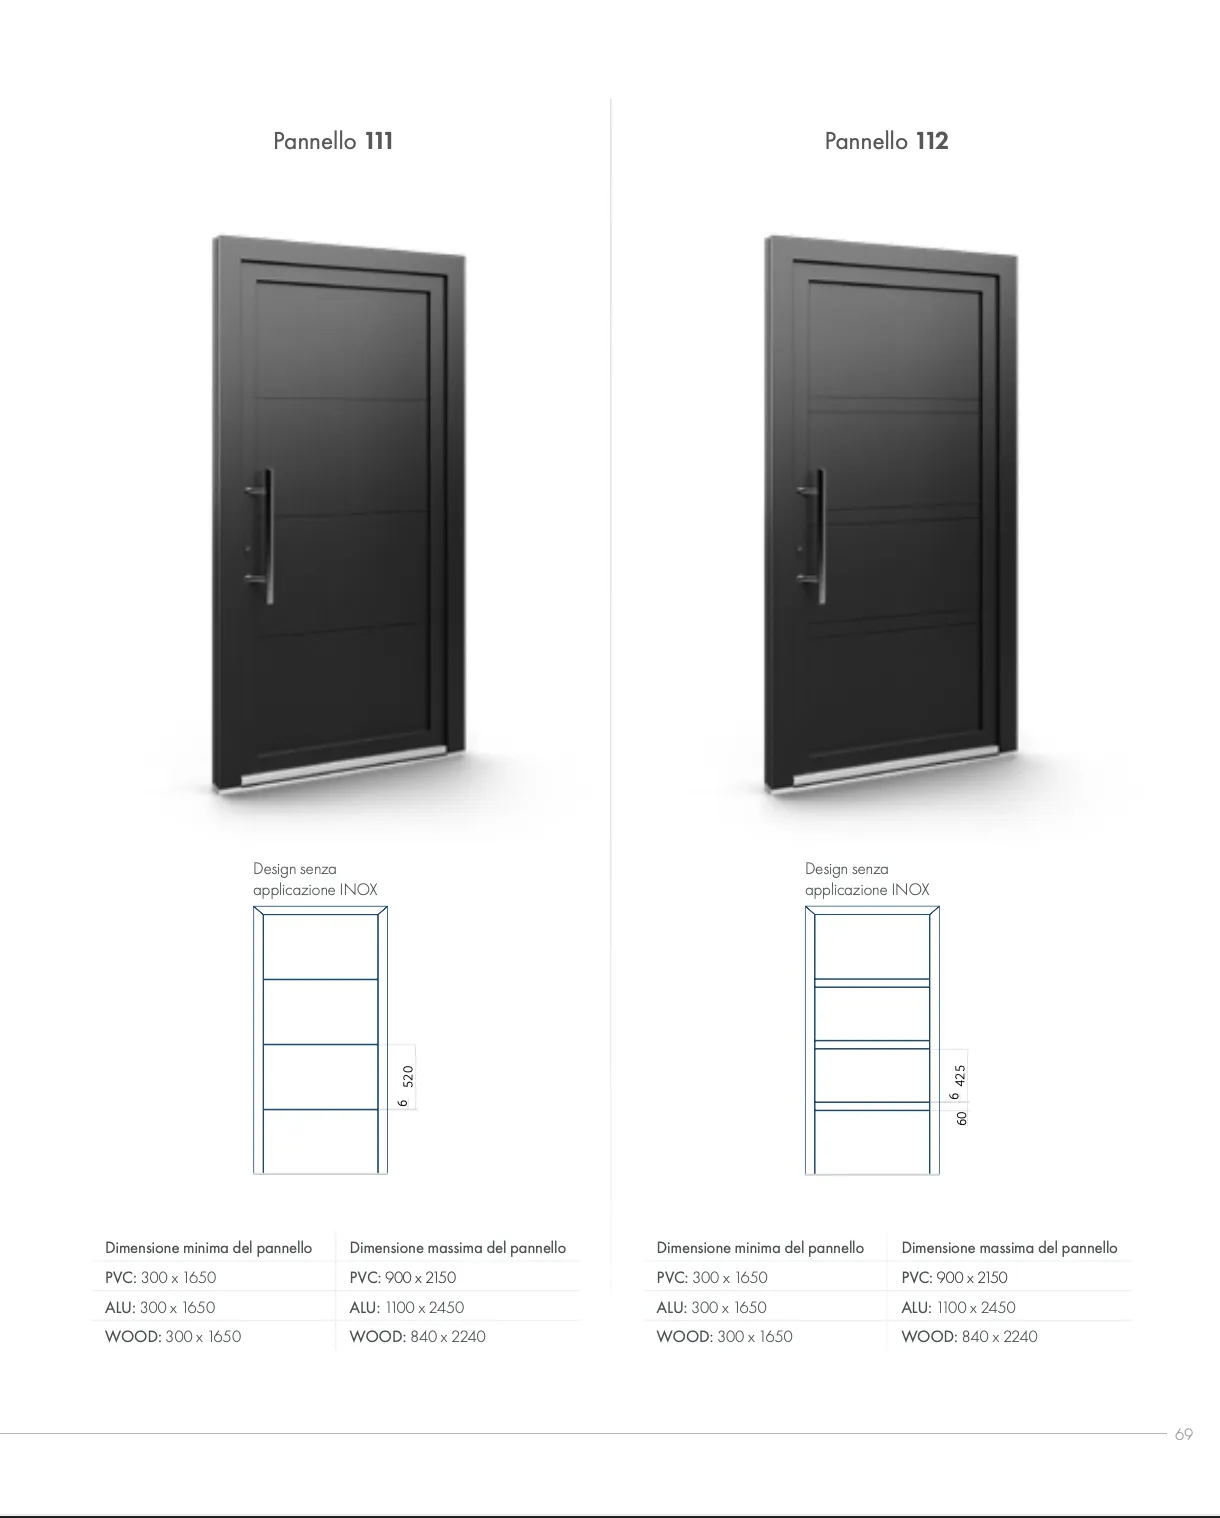 Pannello 111
Design senza
applicazione INOX
520
6
Dimensione minima del pannello
Dimensione massima del pannello
PVC: 300 x 1650
PVC: 900 x 2150
ALU: 300 x 1650
ALU: 1100 x 2450
WOOD: 300 x 1650
WOOD: 840 x 2240
Pannello 112
Design senza
applicazione INOX
425
6
60
Dimensione minima del pannello
Dimensione massima del pannello
PVC: 300 x 1650
PVC: 900 x 2150
ALU: 300 x 1650
ALU: 1100 x 2450
WOOD: 300 x 1650
WOOD: 840 x 2240
69